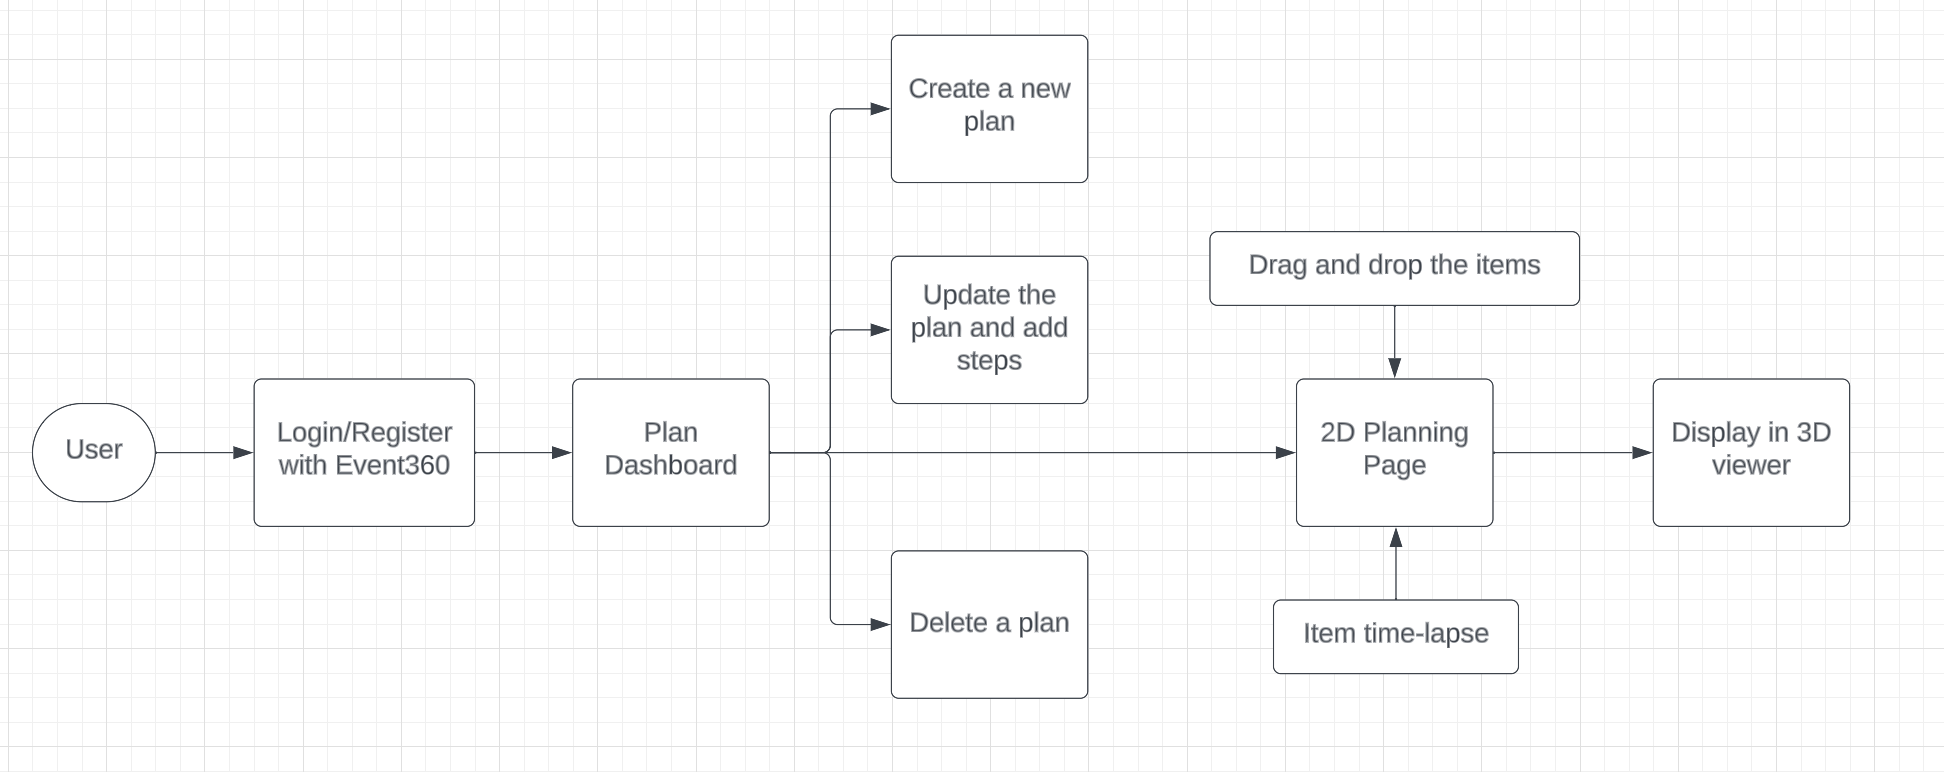 User
Login/Register
with Event360
Plan
Dashboard
Create a new
plan
Update the
plan and add
steps
Delete a plan
Drag and drop the items
2D Planning
Page
Item time-lapse
Display in 3D
viewer